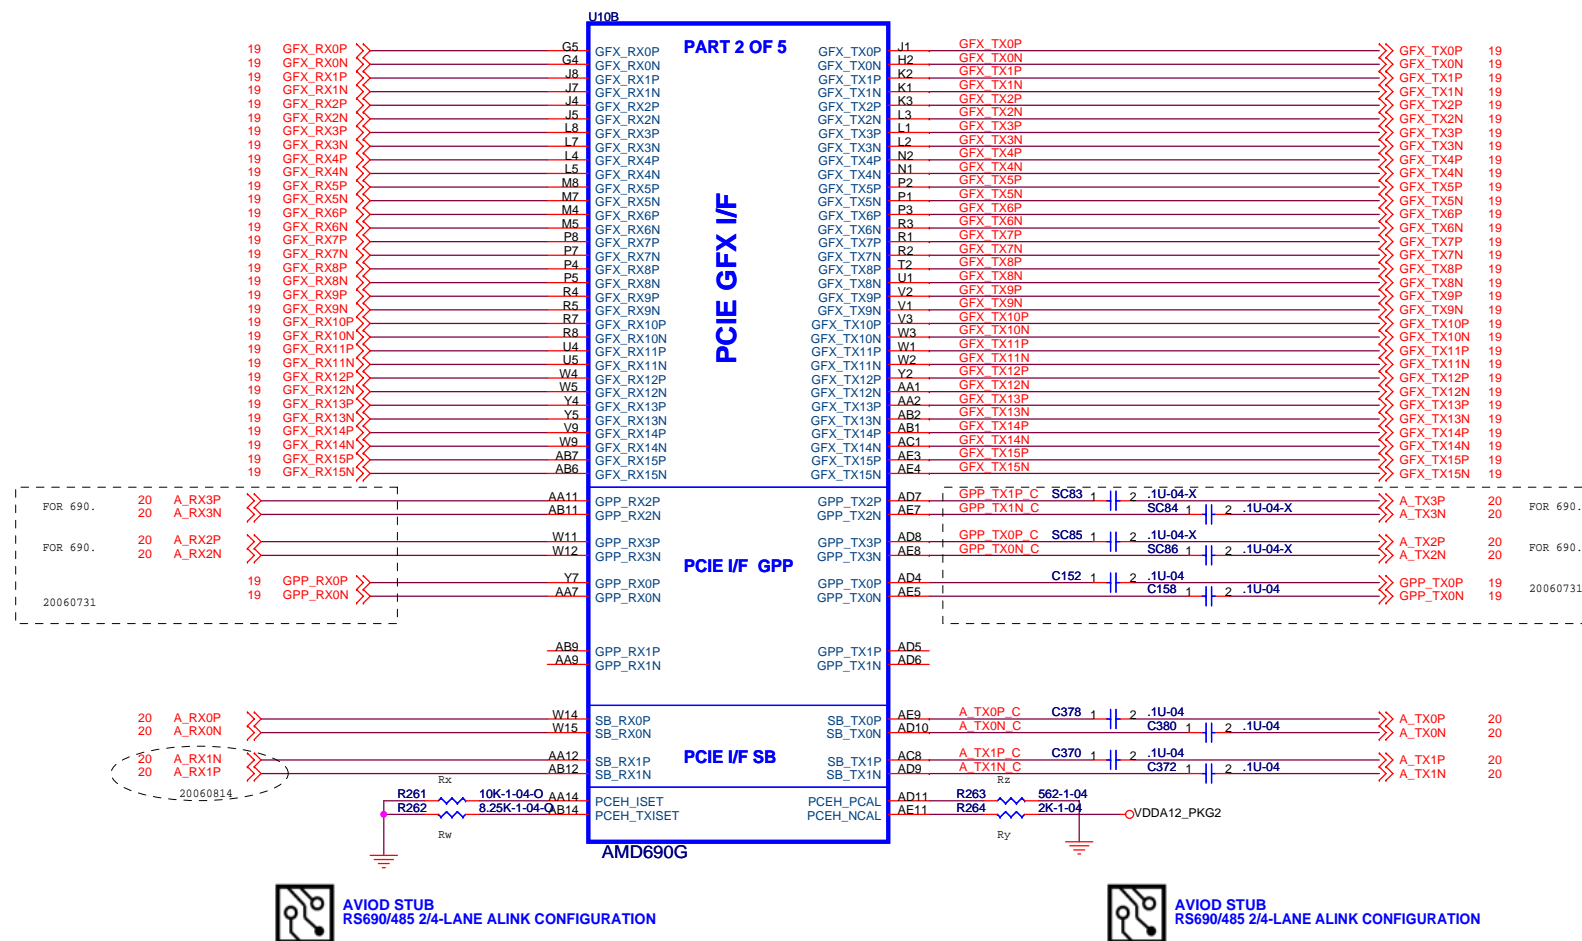 U10B
PART 2 OF 5
19 GFX_RX0P G5 GFX_RX0P GFX_TX0P J1 GFX_TX0P GFX_TX0P 19
19 GFX_RX0N G4 GFX_RX0N GFX_TX0N H2 GFX_TX0N GFX_TX0N 19
19 GFX_RX1P J8 GFX_RX1P GFX_TX1P K2 GFX_TX1P GFX_TX1P 19
19 GFX_RX1N J7 GFX_RX1N GFX_TX1N K1 GFX_TX1N GFX_TX1N 19
19 GFX_RX2P J4 GFX_RX2P GFX_TX2P K3 GFX_TX2P GFX_TX2P 19
19 GFX_RX2N J5 GFX_RX2N GFX_TX2N L3 GFX_TX2N GFX_TX2N 19
19 GFX_RX3P L8 GFX_RX3P GFX_TX3P L1 GFX_TX3P GFX_TX3P 19
19 GFX_RX3N L7 GFX_RX3N GFX_TX3N L2 GFX_TX3N GFX_TX3N 19
19 GFX_RX4P L4 GFX_RX4P GFX_TX4P N2 GFX_TX4P GFX_TX4P 19
19 GFX_RX4N L5 GFX_RX4N GFX_TX4N N1 GFX_TX4N GFX_TX4N 19
19 GFX_RX5P M8 GFX_RX5P GFX_TX5P P2 GFX_TX5P GFX_TX5P 19
19 GFX_RX5N M7 GFX_RX5N GFX_TX5N P1 GFX_TX5N GFX_TX5N 19
19 GFX_RX6P M4 GFX_RX6P GFX_TX6P P3 GFX_TX6P GFX_TX6P 19
19 GFX_RX6N M5 GFX_RX6N GFX_TX6N R3 GFX_TX6N GFX_TX6N 19
19 GFX_RX7P P8 GFX_RX7P GFX_TX7P R1 GFX_TX7P GFX_TX7P 19
19 GFX_RX7N P7 GFX_RX7N GFX_TX7N R2 GFX_TX7N GFX_TX7N 19
19 GFX_RX8P P4 GFX_RX8P GFX_TX8P T2 GFX_TX8P GFX_TX8P 19
19 GFX_RX8N P5 GFX_RX8N GFX_TX8N U1 GFX_TX8N GFX_TX8N 19
19 GFX_RX9P R4 GFX_RX9P GFX_TX9P V2 GFX_TX9P GFX_TX9P 19
19 GFX_RX9N R5 GFX_RX9N GFX_TX9N V1 GFX_TX9N GFX_TX9N 19
19 GFX_RX10P R7 GFX_RX10P GFX_TX10P V3 GFX_TX10P GFX_TX10P 19
19 GFX_RX10N R8 GFX_RX10N GFX_TX10N W3 GFX_TX10N GFX_TX10N 19
19 GFX_RX11P U4 GFX_RX11P GFX_TX11P W1 GFX_TX11P GFX_TX11P 19
19 GFX_RX11N U5 GFX_RX11N GFX_TX11N W2 GFX_TX11N GFX_TX11N 19
19 GFX_RX12P W4 GFX_RX12P GFX_TX12P Y2 GFX_TX12P GFX_TX12P 19
19 GFX_RX12N W5 GFX_RX12N GFX_TX12N AA1 GFX_TX12N GFX_TX12N 19
19 GFX_RX13P Y4 GFX_RX13P GFX_TX13P AA2 GFX_TX13P GFX_TX13P 19
19 GFX_RX13N Y5 GFX_RX13N GFX_TX13N AB2 GFX_TX13N GFX_TX13N 19
19 GFX_RX14P V9 GFX_RX14P GFX_TX14P AB1 GFX_TX14P GFX_TX14P 19
19 GFX_RX14N W9 GFX_RX14N GFX_TX14N AC1 GFX_TX14N GFX_TX14N 19
19 GFX_RX15P AB7 GFX_RX15P GFX_TX15P AE3 GFX_TX15P GFX_TX15P 19
19 GFX_RX15N AB6 GFX_RX15N GFX_TX15N AE4 GFX_TX15N GFX_TX15N 19
PCIE GFX I/F
20 A_RX3P AA11 GPP_RX2P GPP_TX2P AD7 GPP_TX1P_C SC83 1 2 .1U-04-X A_TX3P 20
FOR 690. FOR 690.
20 A_RX3N AB11 GPP_RX2N GPP_TX2N AE7 GPP_TX1N_C SC84 1 2 .1U-04-X A_TX3N 20
20 A_RX2P W11 GPP_RX3P GPP_TX3P AD8 GPP_TX0P_C SC85 1 2 .1U-04-X A_TX2P 20
FOR 690. FOR 690.
20 A_RX2N W12 GPP_RX3N GPP_TX3N AE8 GPP_TX0N_C SC86 1 2 .1U-04-X A_TX2N 20
PCIE I/F GPP
19 GPP_RX0P Y7 GPP_RX0P GPP_TX0P AD4 C152 1 2 .1U-04 GPP_TX0P 19
19 GPP_RX0N AA7 GPP_RX0N GPP_TX0N AE5 C158 1 2 .1U-04 GPP_TX0N 19
20060731 20060731
AB9 GPP_RX1P GPP_TX1P AD5
AA9 GPP_RX1N GPP_TX1N AD6
20 A_RX0P W14 SB_RX0P SB_TX0P AE9 A_TX0P_C C378 1 2 .1U-04 A_TX0P 20
20 A_RX0N W15 SB_RX0N SB_TX0N AD10 A_TX0N_C C380 1 2 .1U-04 A_TX0N 20
PCIE I/F SB
20 A_RX1N AA12 SB_RX1P SB_TX1P AC8 A_TX1P_C C370 1 2 .1U-04 A_TX1P 20
20 A_RX1P AB12 SB_RX1N SB_TX1N AD9 A_TX1N_C C372 1 2 .1U-04 A_TX1N 20
20060814
Rx Rz
R261 10K-1-04-O AA14 PCEH_ISET PCEH_PCAL AD11 R263 562-1-04
R262 8.25K-1-04-O AB14 PCEH_TXISET PCEH_NCAL AE11 R264 2K-1-04 VDDA12_PKG2
Rw Ry
AMD690G
AVIOD STUB
RS690/485 2/4-LANE ALINK CONFIGURATION
AVIOD STUB
RS690/485 2/4-LANE ALINK CONFIGURATION